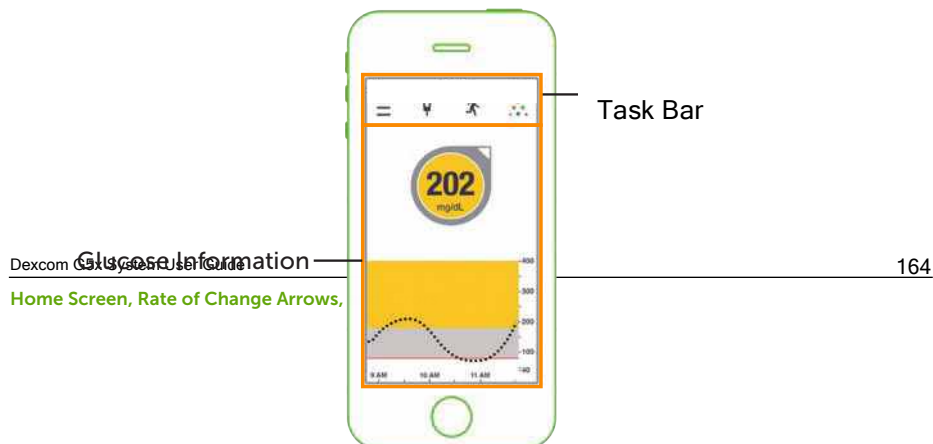 Task Bar
202
mg/dL
Glucose Information
400
Dexcom G5x System User Guide
164
300
Home Screen, Rate of Change Arrows,
200
100
40
9 AM 10 AM 11 AM